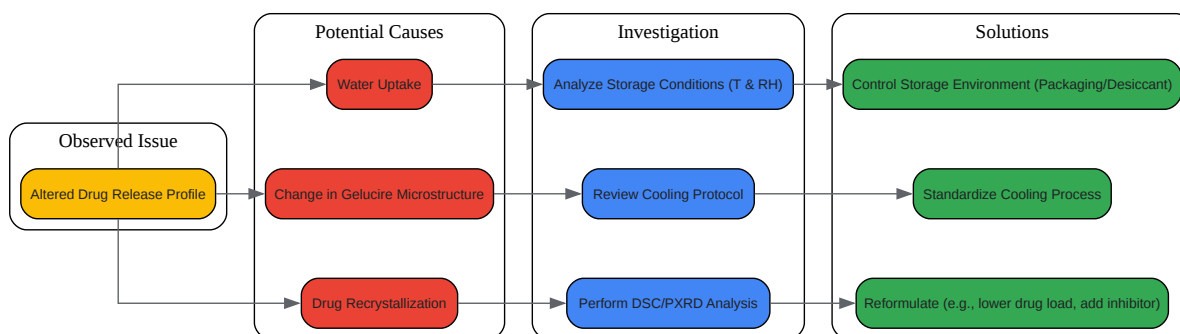 Observed Issue
Altered Drug Release Profile
Potential Causes
Water Uptake
Change in Gelucire Microstructure
Drug Recrystallization
Investigation
Analyze Storage Conditions (T & RH)
Review Cooling Protocol
Perform DSC/PXRD Analysis
Solutions
Control Storage Environment (Packaging/Desiccant)
Standardize Cooling Process
Reformulate (e.g., lower drug load, add inhibitor)